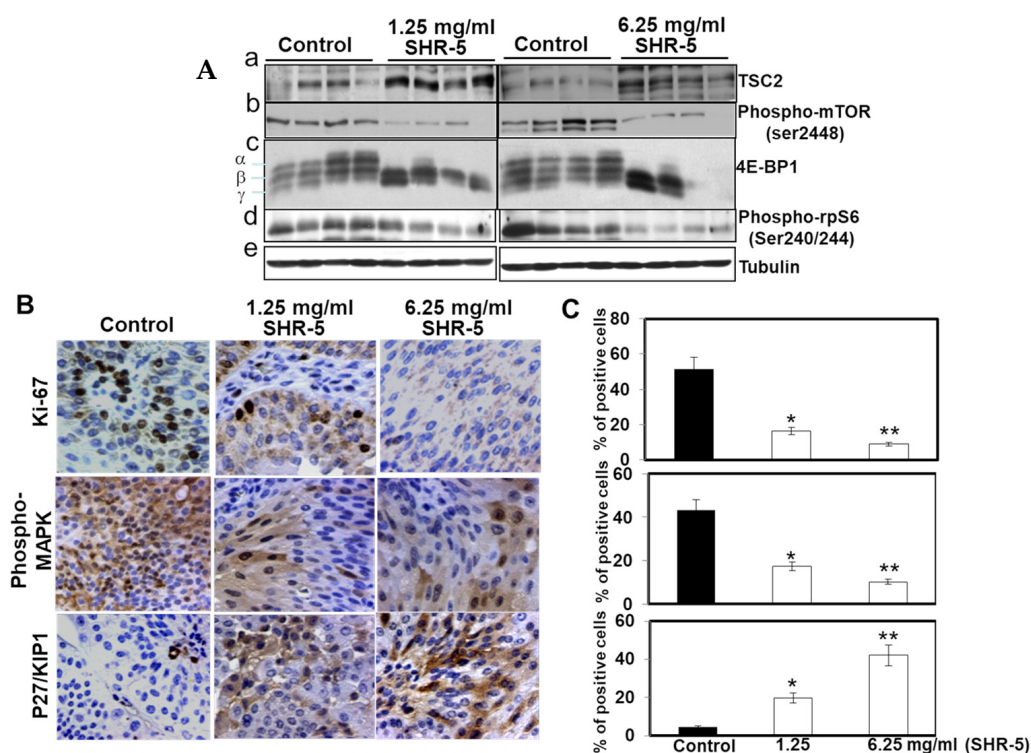 A
Control
1.25 mg/ml
SHR-5
Control
6.25 mg/ml
SHR-5
a
TSC2
b
Phospho-mTOR
(ser2448)
c
α
β
γ
4E-BP1
d
Phospho-rpS6
(Ser240/244)
e
Tubulin
B
Control
1.25 mg/ml
SHR-5
6.25 mg/ml
SHR-5
Ki-67
Phospho-
MAPK
P27/KIP1
C
% of positive cells
80
60
40
20
0
*
**
% of positive cells
60
40
20
0
*
**
% of positive cells
60
40
20
0
*
**
Control
1.25
6.25 mg/ml (SHR-5)